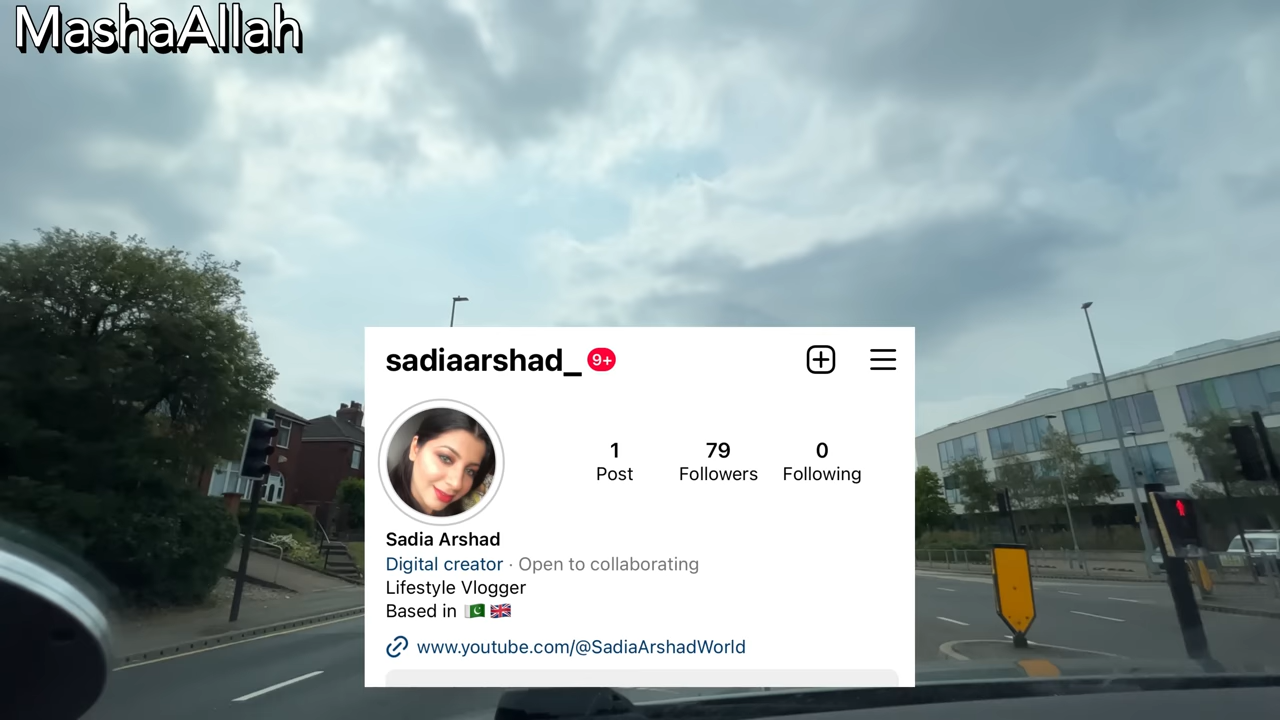 MashaAllah
sadiaarshad_ 9+
1 79 0
Post Followers Following
Sadia Arshad
Digital creator · Open to collaborating
Lifestyle Vlogger
Based in 🇵🇰 🇬🇧
www.youtube.com/@SadiaArshadWorld